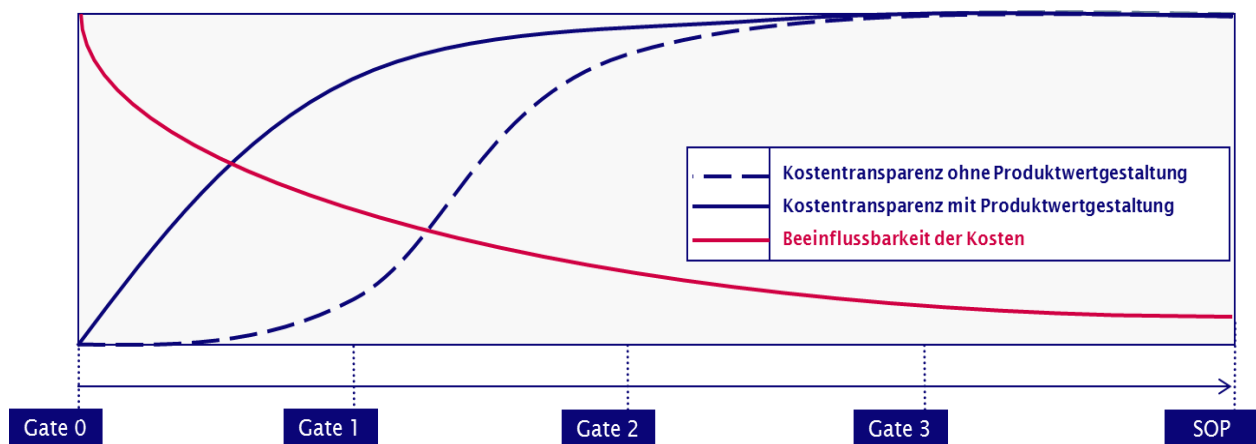 Kostentransparenz ohne Produktwertgestaltung
Kostentransparenz mit Produktwertgestaltung
Beeinflussbarkeit der Kosten
Gate 0
Gate 1
Gate 2
Gate 3
SOP